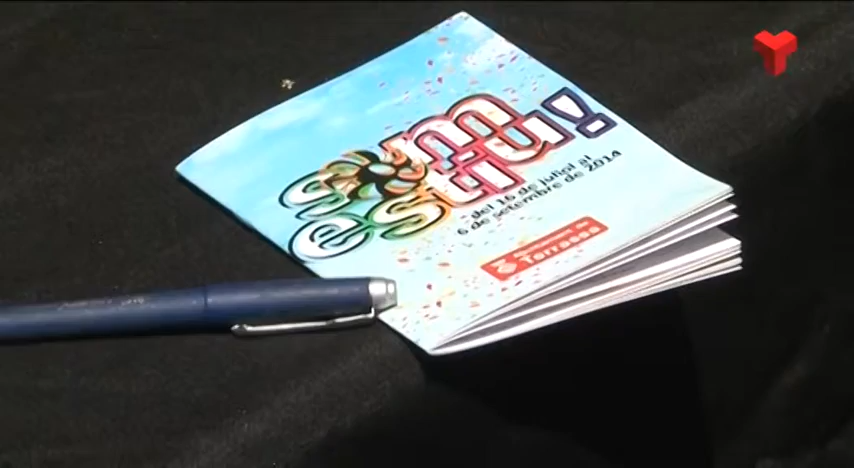 som
estiu!
del 16 de juliol al
6 de setembre de 2014
Ajuntament de
Terrassa